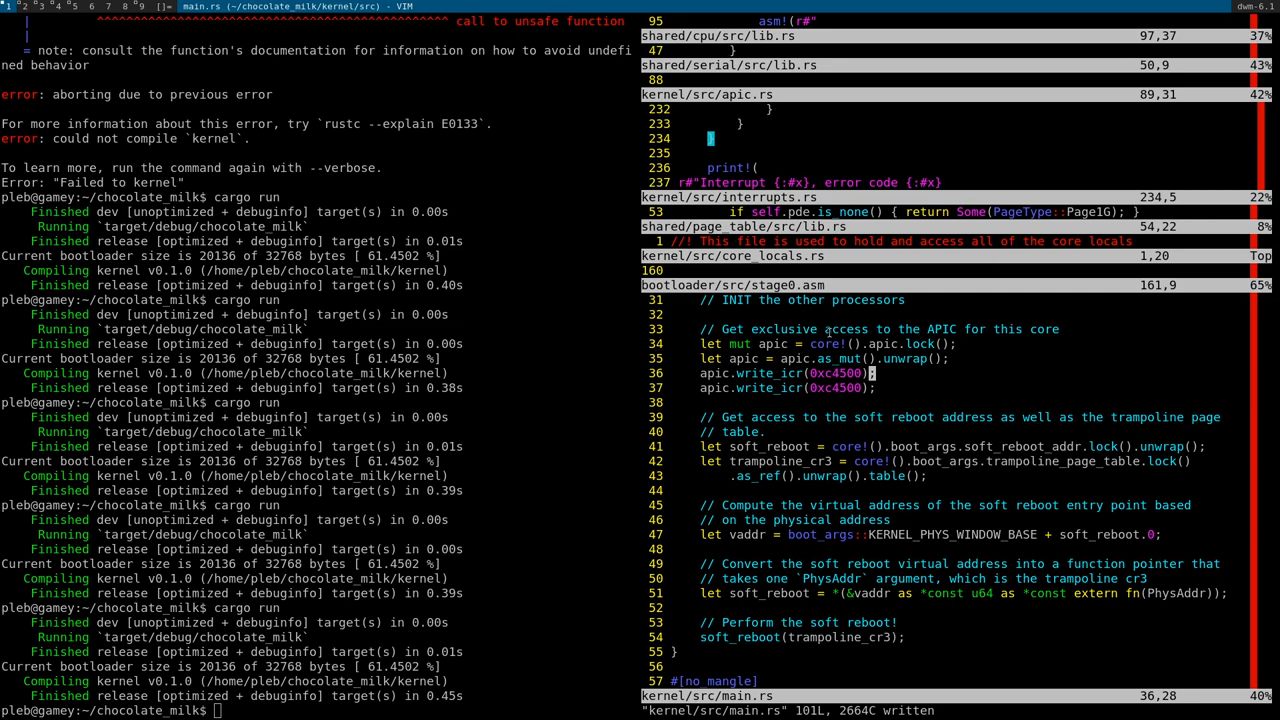 1 2 3 4 5 6 7 8 9 []= main.rs (~/chocolate_milk/kernel/src) - VIM dwm-6.1
| ^^^^^^^^^^^^^^^^^^^^^^^^^^^^^^^^^^^^^^^^^^^^^^^^ call to unsafe function
|
= note: consult the function's documentation for information on how to avoid undefi
ned behavior
error: aborting due to previous error
For more information about this error, try `rustc --explain E0133`.
error: could not compile `kernel`.
To learn more, run the command again with --verbose.
Error: "Failed to kernel"
pleb@gamey:~/chocolate_milk$ cargo run
Finished dev [unoptimized + debuginfo] target(s) in 0.00s
Running `target/debug/chocolate_milk`
Finished release [optimized + debuginfo] target(s) in 0.01s
Current bootloader size is 20136 of 32768 bytes [ 61.4502 %]
Compiling kernel v0.1.0 (/home/pleb/chocolate_milk/kernel)
Finished release [optimized + debuginfo] target(s) in 0.40s
pleb@gamey:~/chocolate_milk$ cargo run
Finished dev [unoptimized + debuginfo] target(s) in 0.00s
Running `target/debug/chocolate_milk`
Finished release [optimized + debuginfo] target(s) in 0.00s
Current bootloader size is 20136 of 32768 bytes [ 61.4502 %]
Compiling kernel v0.1.0 (/home/pleb/chocolate_milk/kernel)
Finished release [optimized + debuginfo] target(s) in 0.38s
pleb@gamey:~/chocolate_milk$ cargo run
Finished dev [unoptimized + debuginfo] target(s) in 0.00s
Running `target/debug/chocolate_milk`
Finished release [optimized + debuginfo] target(s) in 0.01s
Current bootloader size is 20136 of 32768 bytes [ 61.4502 %]
Compiling kernel v0.1.0 (/home/pleb/chocolate_milk/kernel)
Finished release [optimized + debuginfo] target(s) in 0.39s
pleb@gamey:~/chocolate_milk$ cargo run
Finished dev [unoptimized + debuginfo] target(s) in 0.00s
Running `target/debug/chocolate_milk`
Finished release [optimized + debuginfo] target(s) in 0.00s
Current bootloader size is 20136 of 32768 bytes [ 61.4502 %]
Compiling kernel v0.1.0 (/home/pleb/chocolate_milk/kernel)
Finished release [optimized + debuginfo] target(s) in 0.39s
pleb@gamey:~/chocolate_milk$ cargo run
Finished dev [unoptimized + debuginfo] target(s) in 0.00s
Running `target/debug/chocolate_milk`
Finished release [optimized + debuginfo] target(s) in 0.01s
Current bootloader size is 20136 of 32768 bytes [ 61.4502 %]
Compiling kernel v0.1.0 (/home/pleb/chocolate_milk/kernel)
Finished release [optimized + debuginfo] target(s) in 0.45s
pleb@gamey:~/chocolate_milk$
95 asm!(r#"
shared/cpu/src/lib.rs 97,37 37%
47 }
shared/serial/src/lib.rs 50,9 43%
88
kernel/src/apic.rs 89,31 42%
232 }
233 }
234 }
235
236 print!(
237 r#"Interrupt {:#x}, error code {:#x}
kernel/src/interrupts.rs 234,5 22%
53 if self.pde.is_none() { return Some(PageType::Page1G); }
shared/page_table/src/lib.rs 54,22 8%
1 //! This file is used to hold and access all of the core locals
kernel/src/core_locals.rs 1,20 Top
160
bootloader/src/stage0.asm 161,9 65%
31 // INIT the other processors
32
33 // Get exclusive access to the APIC for this core
34 let mut apic = core!().apic.lock();
35 let apic = apic.as_mut().unwrap();
36 apic.write_icr(0xc4500);
37 apic.write_icr(0xc4500);
38
39 // Get access to the soft reboot address as well as the trampoline page
40 // table.
41 let soft_reboot = core!().boot_args.soft_reboot_addr.lock().unwrap();
42 let trampoline_cr3 = core!().boot_args.trampoline_page_table.lock()
43 .as_ref().unwrap().table();
44
45 // Compute the virtual address of the soft reboot entry point based
46 // on the physical address
47 let vaddr = boot_args::KERNEL_PHYS_WINDOW_BASE + soft_reboot.0;
48
49 // Convert the soft reboot virtual address into a function pointer that
50 // takes one `PhysAddr` argument, which is the trampoline cr3
51 let soft_reboot = *(&vaddr as *const u64 as *const extern fn(PhysAddr));
52
53 // Perform the soft reboot!
54 soft_reboot(trampoline_cr3);
55 }
56
57 #[no_mangle]
kernel/src/main.rs 36,28 40%
"kernel/src/main.rs" 101L, 2664C written